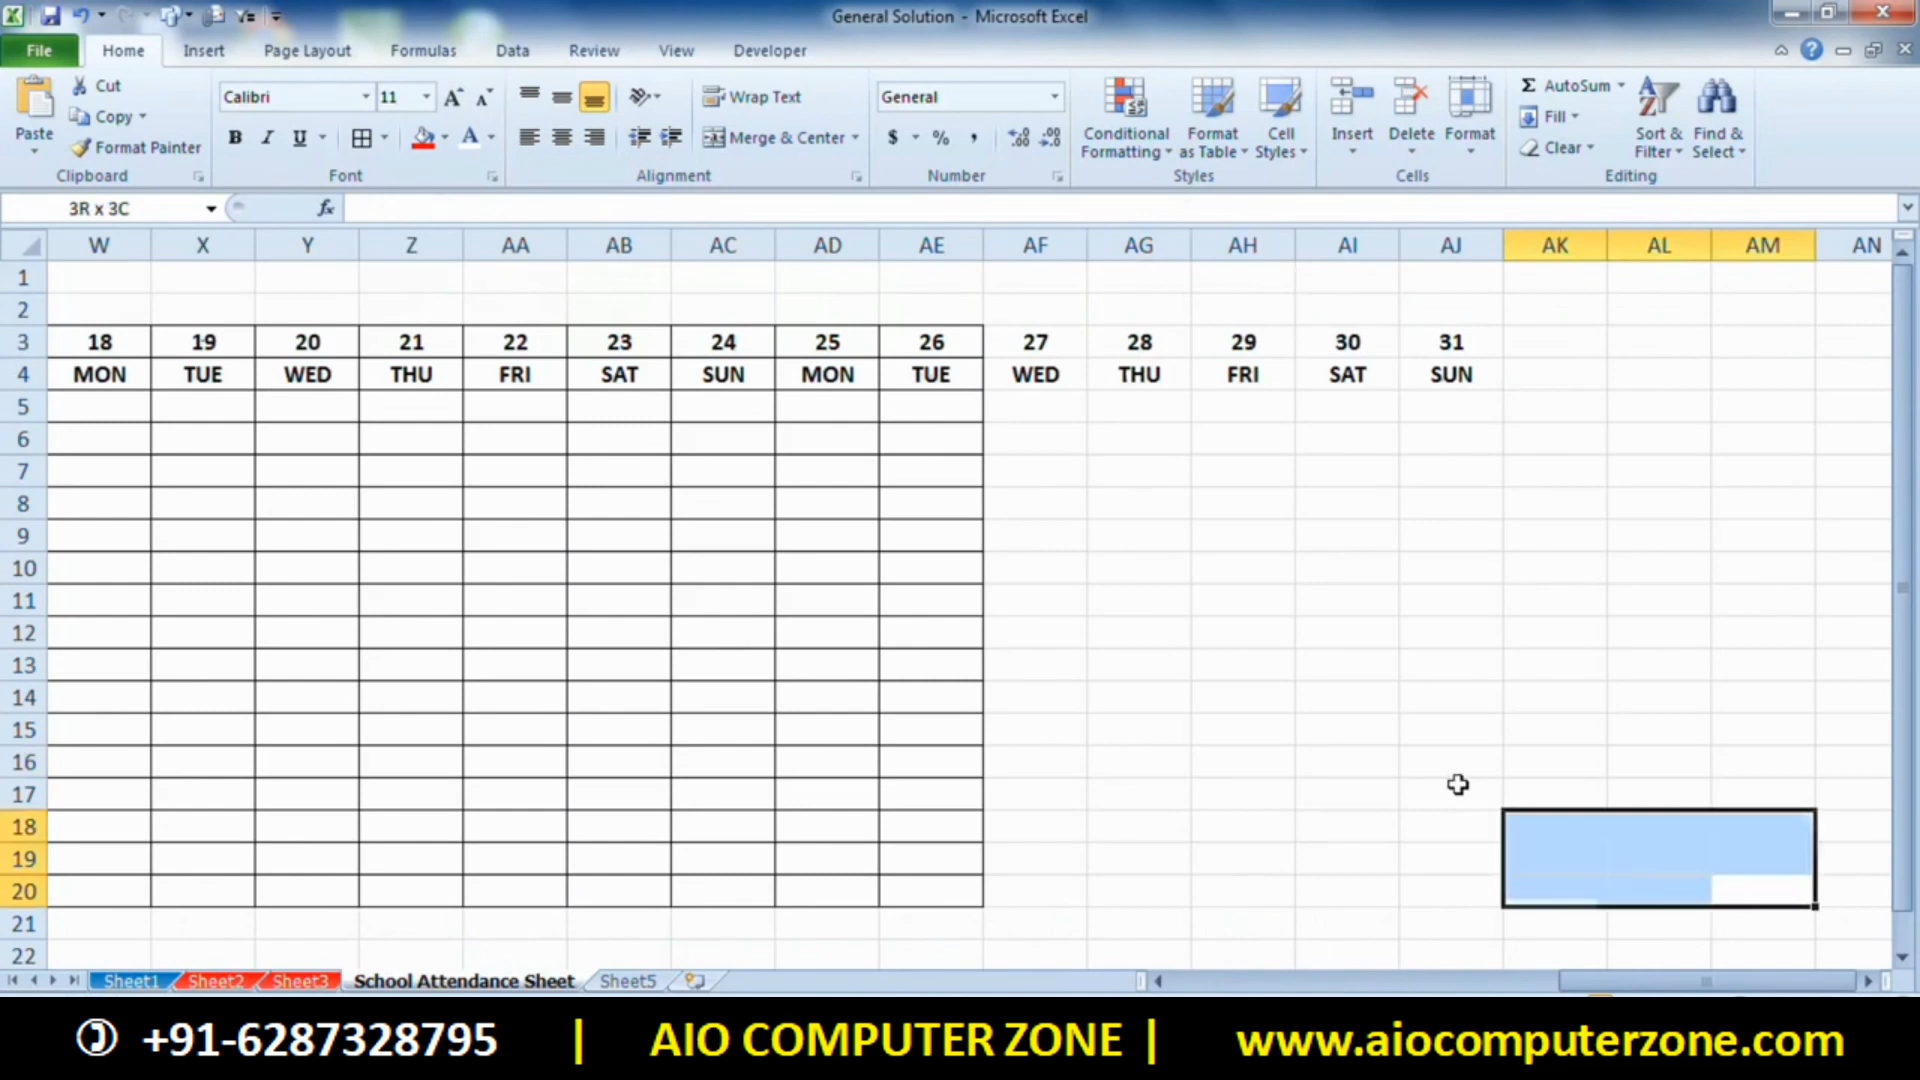 General Solution - Microsoft Excel
File Home Insert Page Layout Formulas Data Review View Developer
Paste
Cut
Copy
Format Painter
Clipboard
Calibri 11
B I U
Font
Wrap Text
Merge & Center
Alignment
General
$ % ,
Number
Conditional Formatting
Format as Table
Cell Styles
Styles
Insert Delete Format
Cells
Σ AutoSum
Fill
Clear
Sort & Filter
Find & Select
Editing
3R x 3C fx
W X Y Z AA AB AC AD AE AF AG AH AI AJ AK AL AM AN
1
2
3 18 19 20 21 22 23 24 25 26 27 28 29 30 31
4 MON TUE WED THU FRI SAT SUN MON TUE WED THU FRI SAT SUN
5
6
7
8
9
10
11
12
13
14
15
16
17
18
19
20
21
22
Sheet1 Sheet2 Sheet3 School Attendance Sheet Sheet5
+91-6287328795 | AIO COMPUTER ZONE | www.aiocomputerzone.com